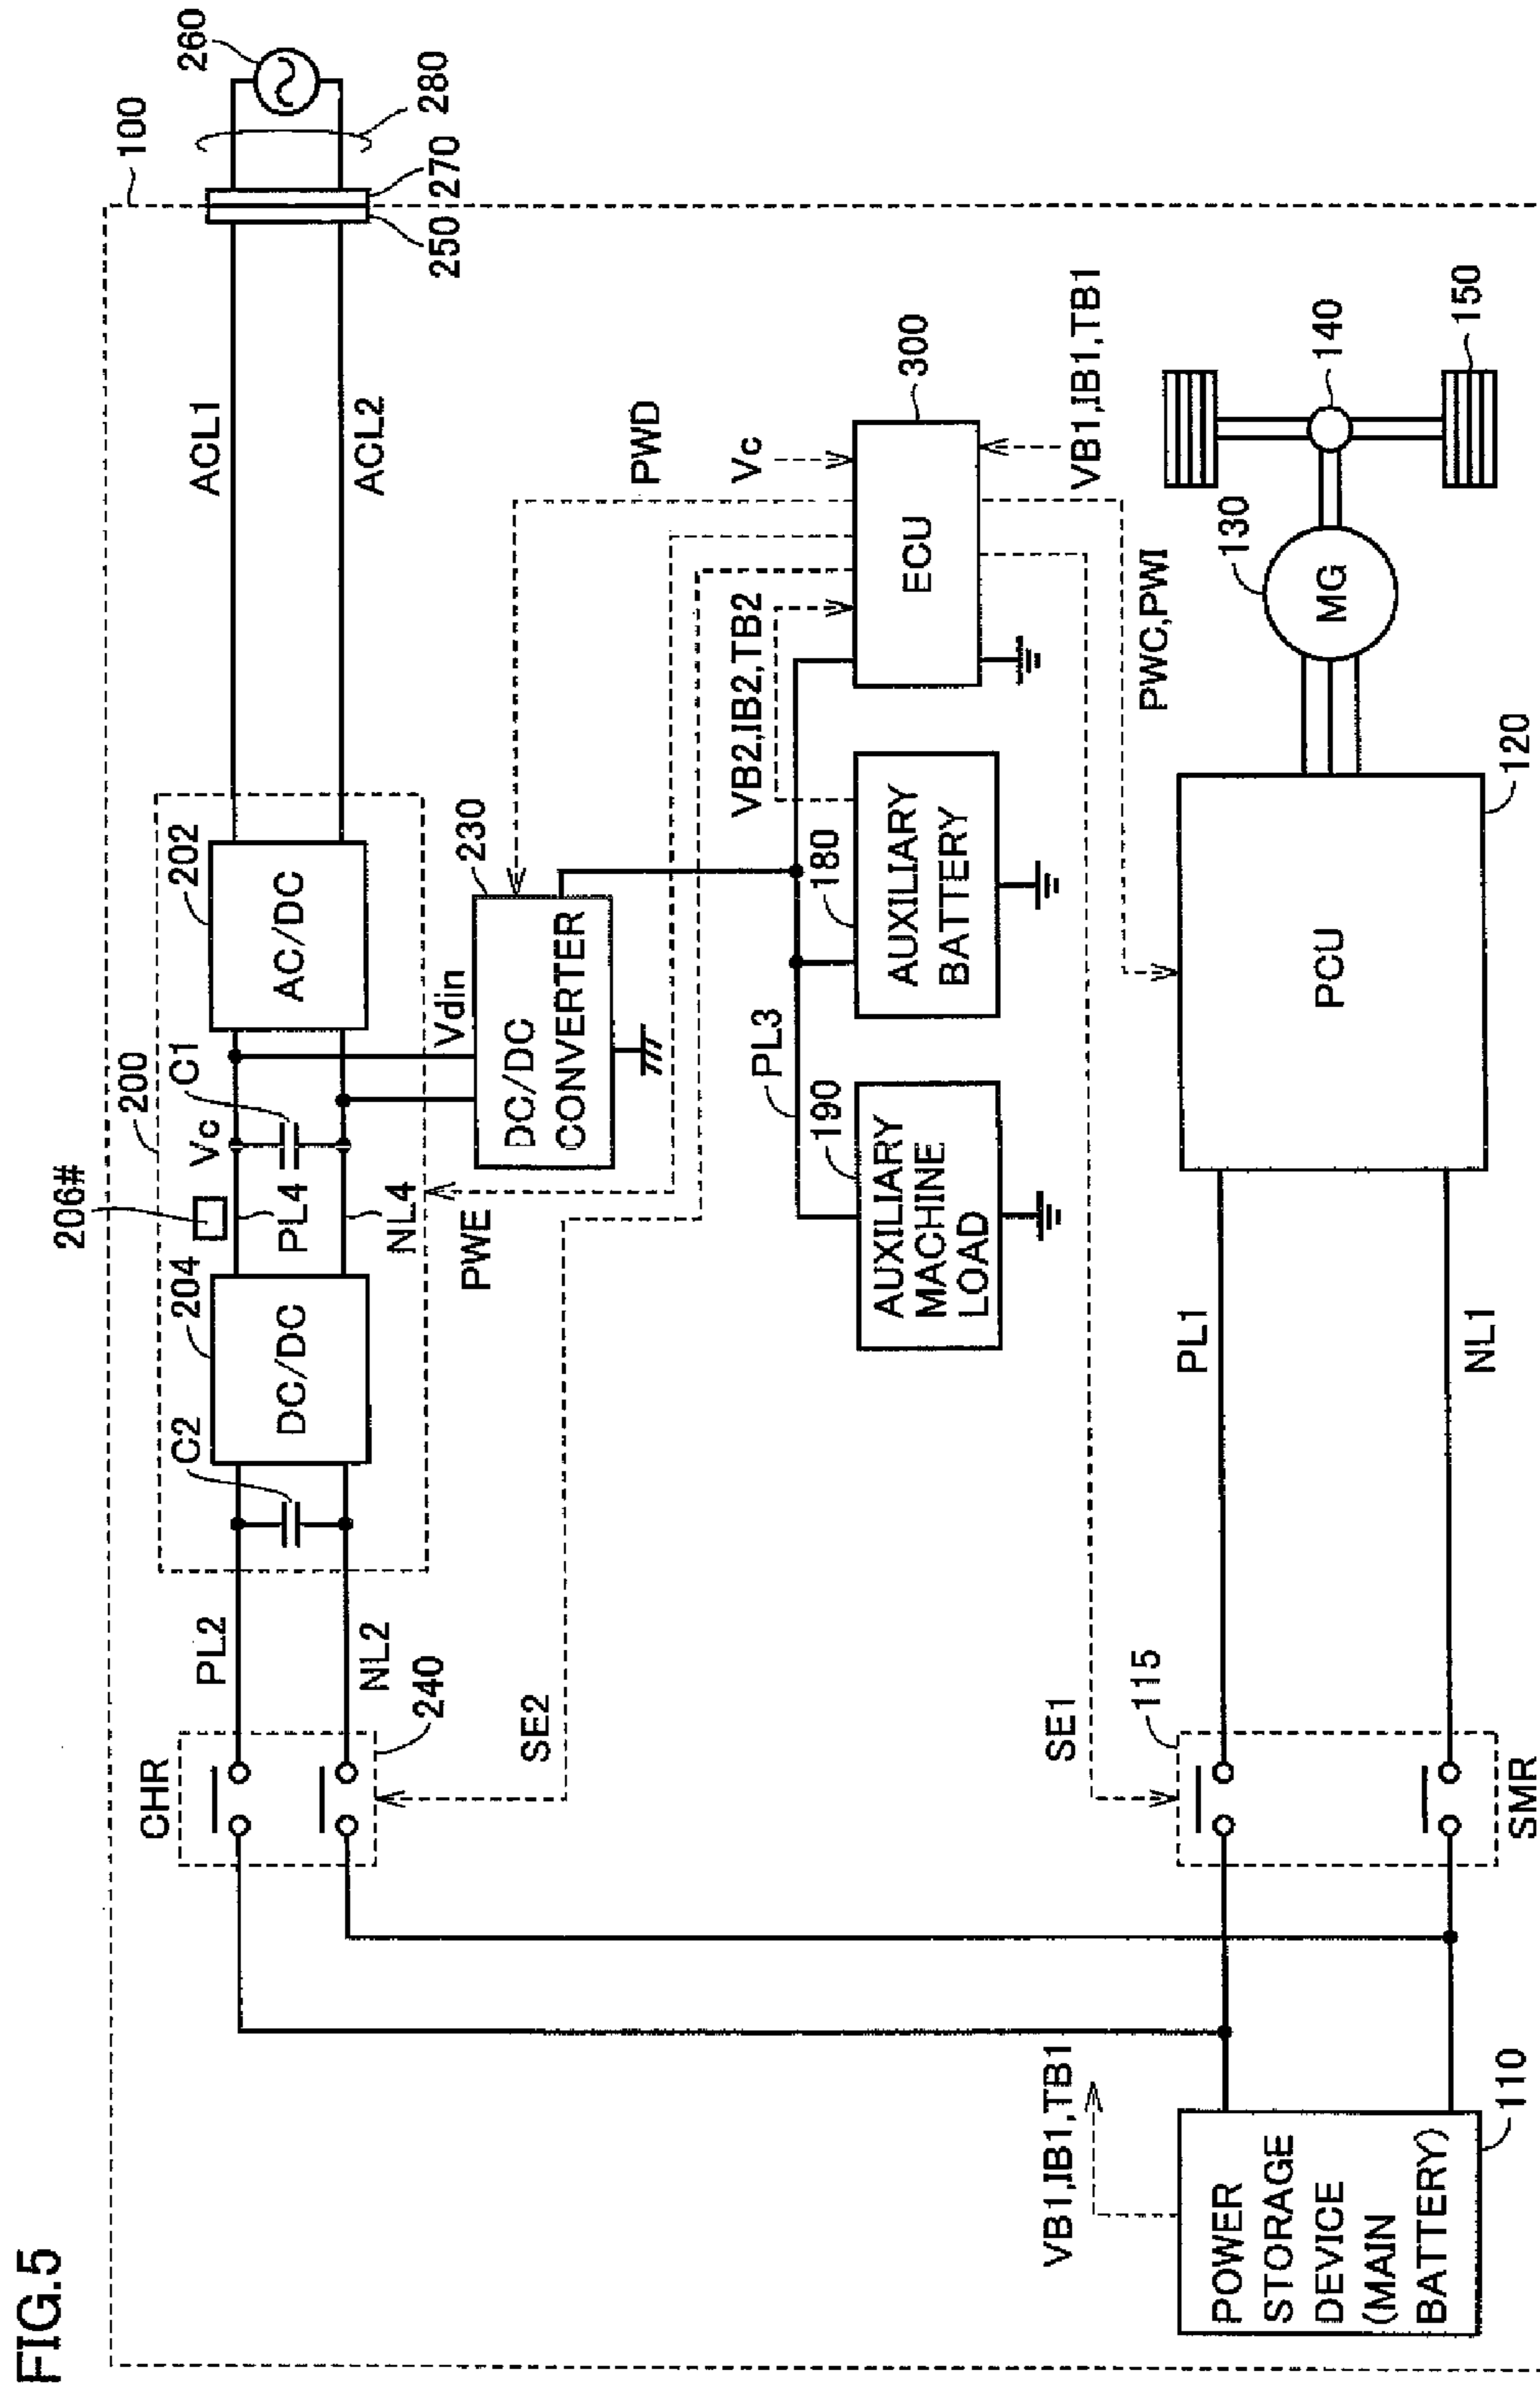 FIG.5
100
260
280
270
250
ACL1
ACL2
200
202
AC/DC
C1
Vc
206#
PL4
NL4
204
DC/DC
C2
PL2
NL2
CHR
240
Vdin
230
DC/DC
CONVERTER
PWE
PWD
SE2
Vc
300
ECU
VB2,IB2,TB2
VB1,IB1,TB1
180
AUXILIARY
BATTERY
PL3
190
AUXILIARY
MACHINE
LOAD
PWC,PWI
SE1
115
SMR
PL1
NL1
PCU
120
130
MG
140
150
VB1,IB1,TB1
POWER
STORAGE
DEVICE
(MAIN
BATTERY)
110